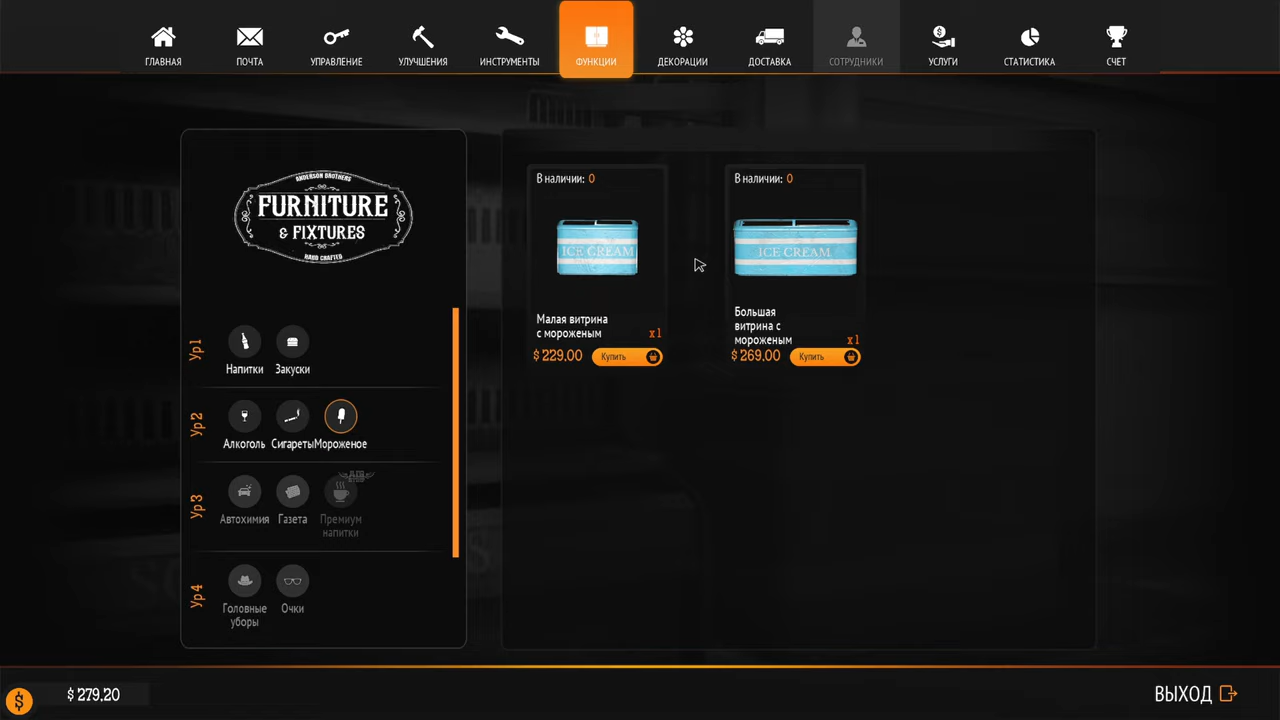 ГЛАВНАЯ
ПОЧТА
УПРАВЛЕНИЕ
УЛУЧШЕНИЯ
ИНСТРУМЕНТЫ
ФУНКЦИИ
ДЕКОРАЦИИ
ДОСТАВКА
СОТРУДНИКИ
УСЛУГИ
СТАТИСТИКА
СЧЕТ
ANDERSON BROTHERS
FURNITURE
& FIXTURES
HAND CRAFTED
Ур1
Напитки
Закуски
Ур2
Алкоголь
Сигареты
Мороженое
Ур3
Автохимия
Газета
Премиум
напитки
Ур4
Головные
уборы
Очки
В наличии: 0
ICE CREAM
Малая витрина
с мороженым
x1
$ 229.00
Купить
В наличии: 0
ICE CREAM
Большая
витрина с
мороженым
x1
$ 269.00
Купить
$
$ 279.20
ВЫХОД